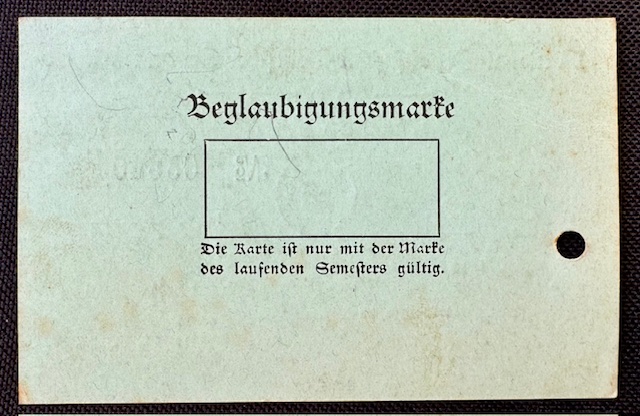 Beglaubigungsmarke
Die Karte ist nur mit der Marke
des laufenden Semesters gültig.